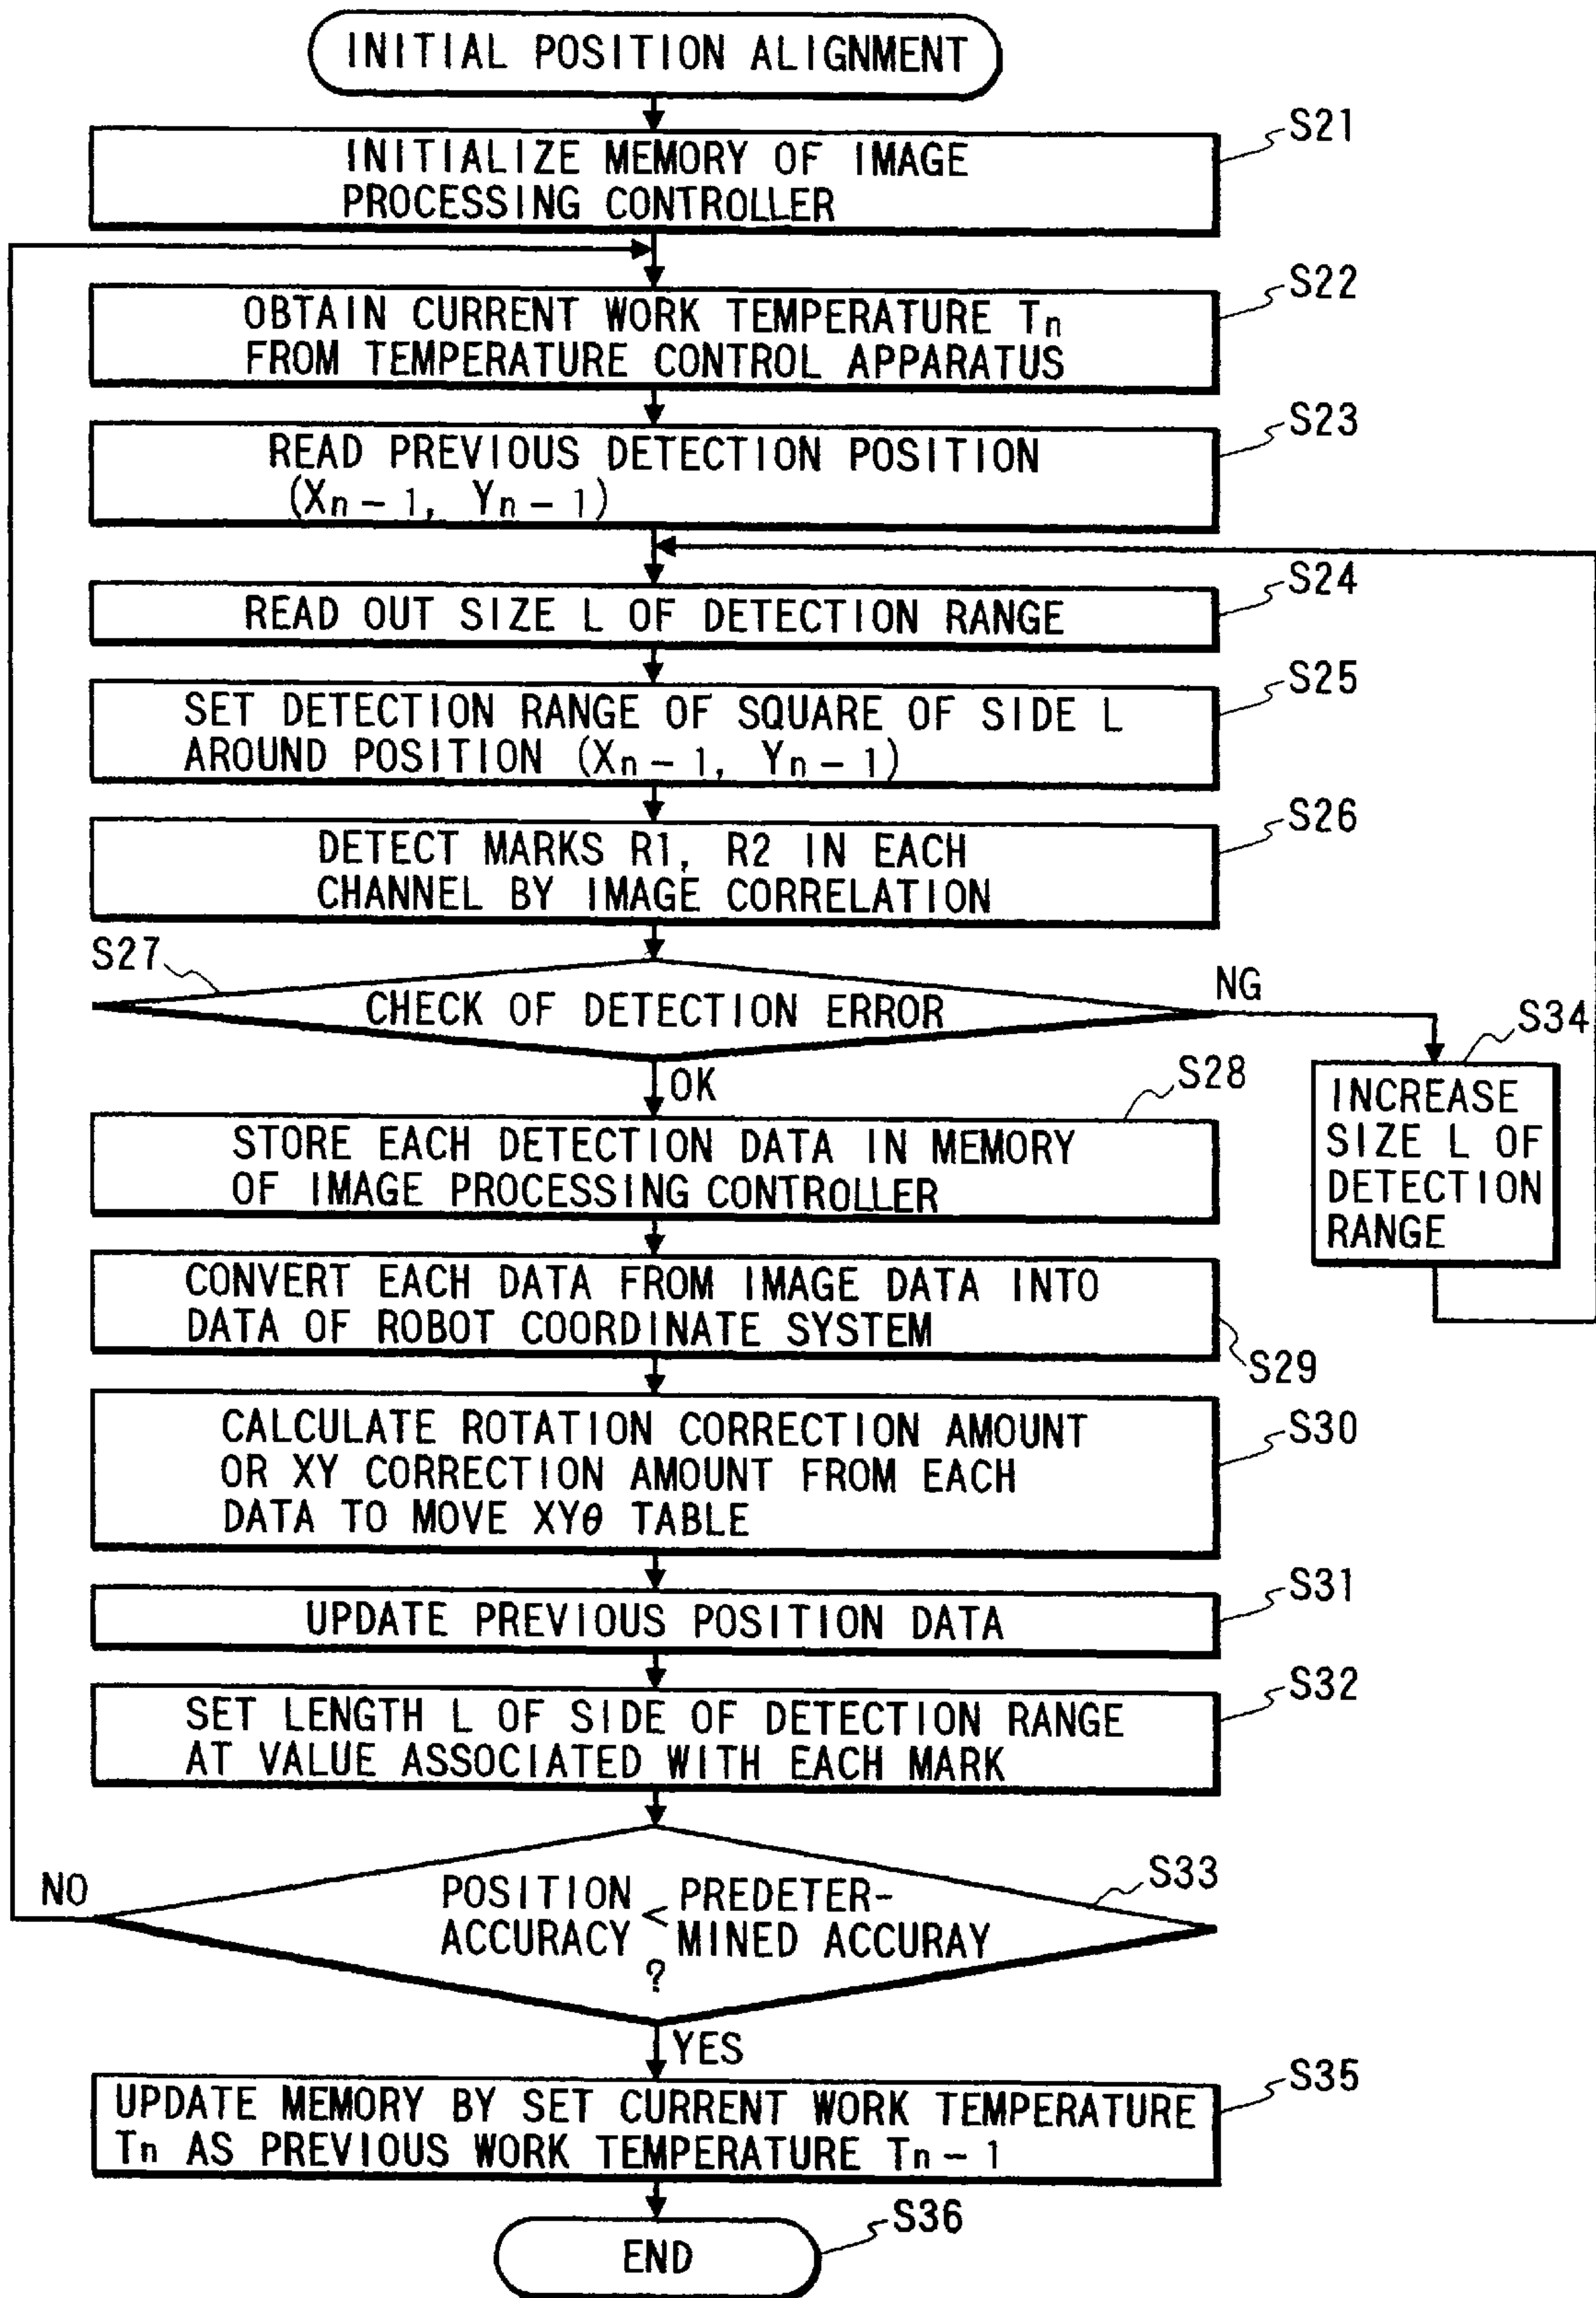 INITIAL POSITION ALIGNMENT
S21
INITIALIZE MEMORY OF IMAGE
PROCESSING CONTROLLER
S22
OBTAIN CURRENT WORK TEMPERATURE Tn
FROM TEMPERATURE CONTROL APPARATUS
S23
READ PREVIOUS DETECTION POSITION
(Xn-1, Yn-1)
S24
READ OUT SIZE L OF DETECTION RANGE
S25
SET DETECTION RANGE OF SQUARE OF SIDE L
AROUND POSITION (Xn-1, Yn-1)
S26
DETECT MARKS R1, R2 IN EACH
CHANNEL BY IMAGE CORRELATION
S27
CHECK OF DETECTION ERROR
NG
S34
INCREASE
SIZE L OF
DETECTION
RANGE
OK
S28
STORE EACH DETECTION DATA IN MEMORY
OF IMAGE PROCESSING CONTROLLER
CONVERT EACH DATA FROM IMAGE DATA INTO
DATA OF ROBOT COORDINATE SYSTEM
S29
S30
CALCULATE ROTATION CORRECTION AMOUNT
OR XY CORRECTION AMOUNT FROM EACH
DATA TO MOVE XYθ TABLE
S31
UPDATE PREVIOUS POSITION DATA
S32
SET LENGTH L OF SIDE OF DETECTION RANGE
AT VALUE ASSOCIATED WITH EACH MARK
S33
NO
POSITION < PREDETER-
ACCURACY MINED ACCURAY
?
YES
S35
UPDATE MEMORY BY SET CURRENT WORK TEMPERATURE
Tn AS PREVIOUS WORK TEMPERATURE Tn-1
S36
END